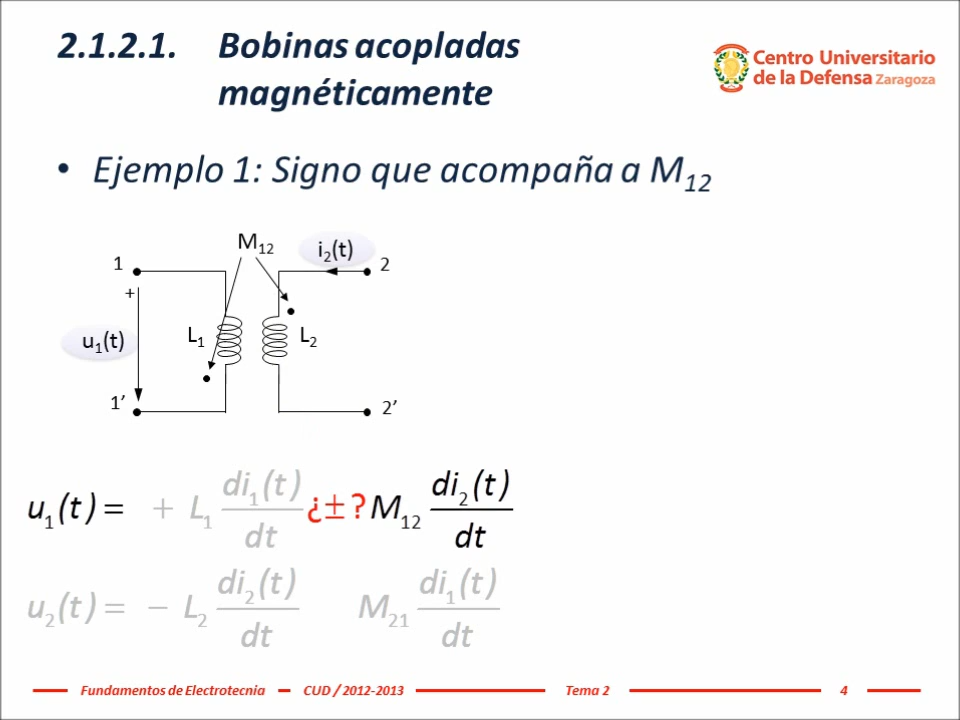 2.1.2.1. Bobinas acopladas
magnéticamente
Centro Universitario
de la Defensa Zaragoza
• Ejemplo 1: Signo que acompaña a M₁₂
M₁₂
i₂(t)
1
2
+
u₁(t)
L₁
L₂
1’
2’
u₁(t) = + L₁ di₁(t)/dt ¿±? M₁₂ di₂(t)/dt
u₂(t) = − L₂ di₂(t)/dt M₂₁ di₁(t)/dt
Fundamentos de Electrotecnia CUD / 2012-2013 Tema 2 4